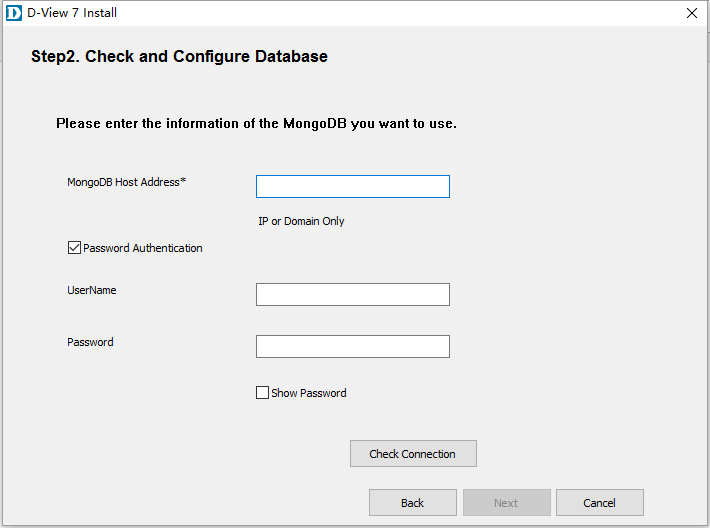 D-View 7 Install
Step2. Check and Configure Database
Please enter the information of the MongoDB you want to use.
MongoDB Host Address*
IP or Domain Only
Password Authentication
UserName
Password
Show Password
Check Connection
Back Next Cancel